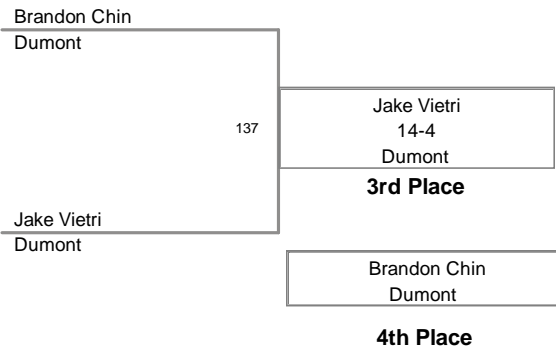 Brandon Chin
Dumont
137
Jake Vietri
14-4
Dumont
3rd Place
Jake Vietri
Dumont
Brandon Chin
Dumont
4th Place